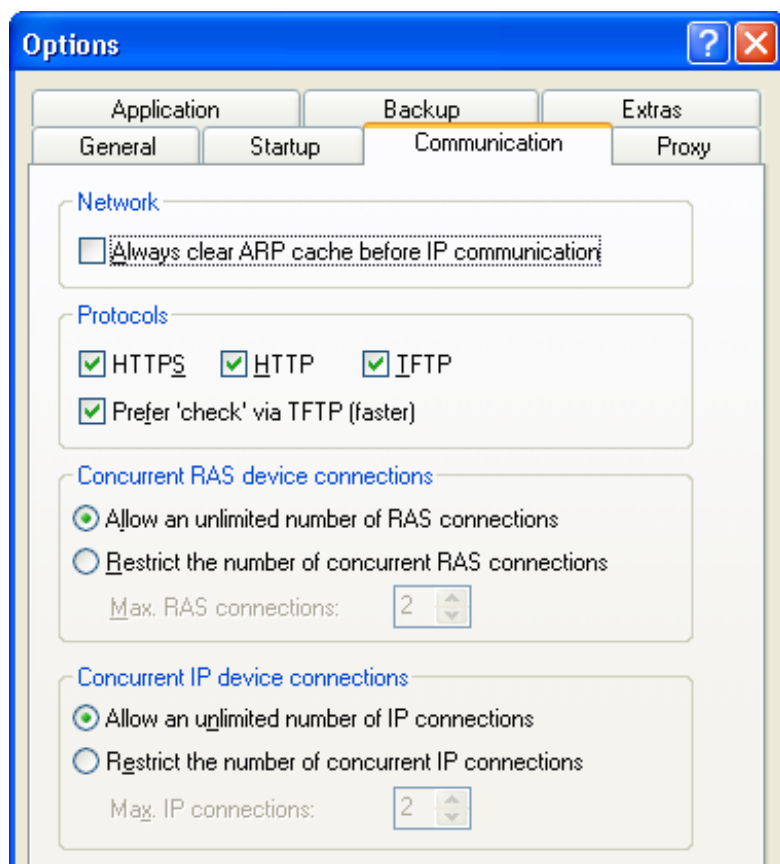 Options
Application Backup Extras
General Startup Communication Proxy
Network
Always clear ARP cache before IP communication
Protocols
HTTPS HTTP TFTP
Prefer 'check' via TFTP (faster)
Concurrent RAS device connections
Allow an unlimited number of RAS connections
Restrict the number of concurrent RAS connections
Max. RAS connections: 2
Concurrent IP device connections
Allow an unlimited number of IP connections
Restrict the number of concurrent IP connections
Max. IP connections: 2